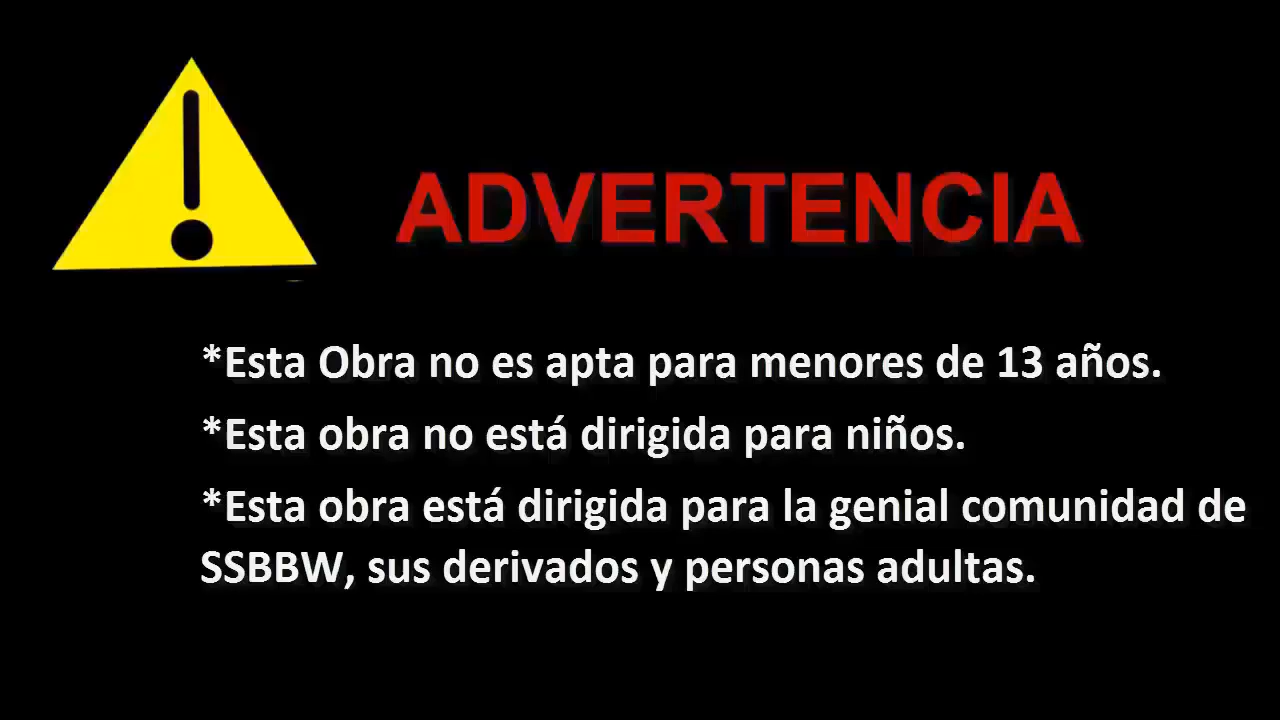 ADVERTENCIA
*Esta Obra no es apta para menores de 13 años.
*Esta obra no está dirigida para niños.
*Esta obra está dirigida para la genial comunidad de
SSBBW, sus derivados y personas adultas.